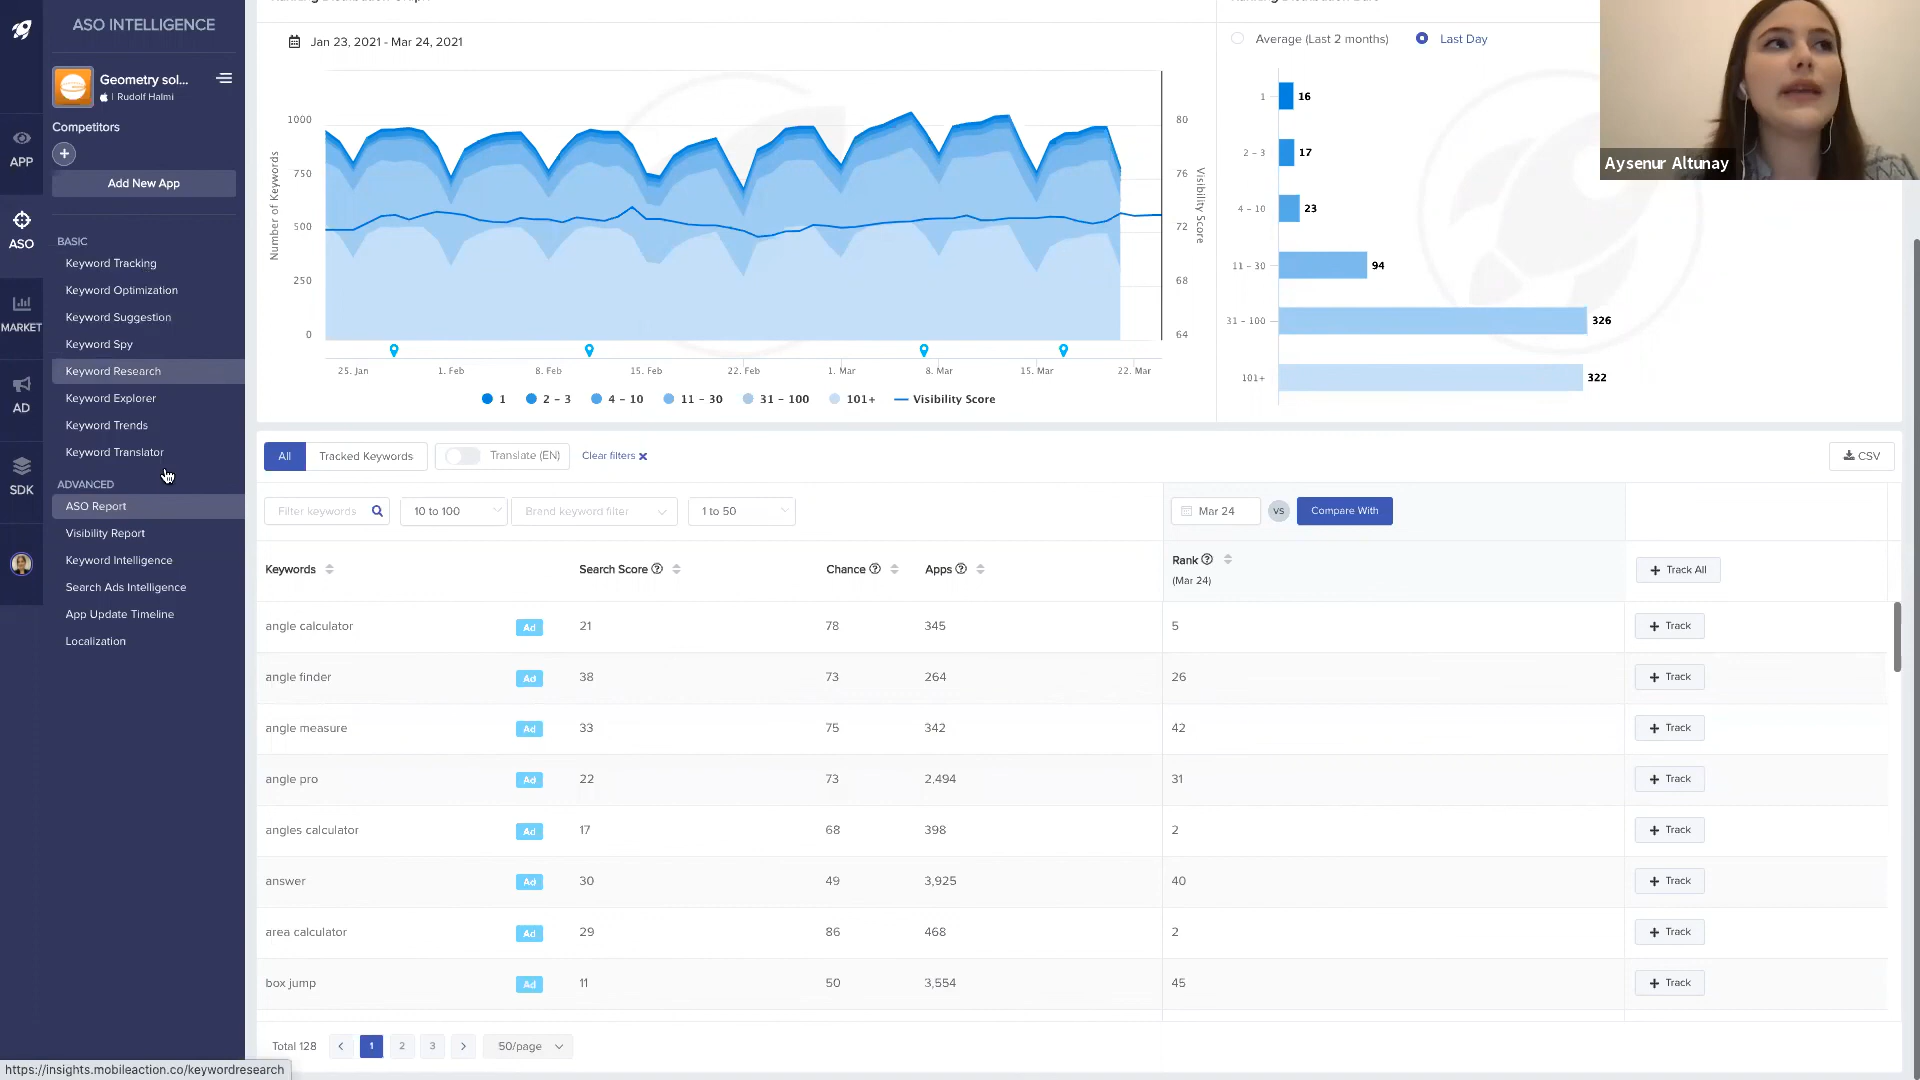 ASO INTELLIGENCE
Geometry sol...
Rudolf Halmi
Competitors
Add New App
APP
ASO
MARKET
AD
SDK
BASIC
Keyword Tracking
Keyword Optimization
Keyword Suggestion
Keyword Spy
Keyword Research
Keyword Explorer
Keyword Trends
Keyword Translator
ADVANCED
ASO Report
Visibility Report
Keyword Intelligence
Search Ads Intelligence
App Update Timeline
Localization
Jan 23, 2021 - Mar 24, 2021
Number of Keywords
1000
750
500
250
0
80
76
72
68
64
Visibility Score
25. Jan 1. Feb 8. Feb 15. Feb 22. Feb 1. Mar 8. Mar 15. Mar 22. Mar
1 2 – 3 4 – 10 11 – 30 31 – 100 101+ Visibility Score
Average (Last 2 months) Last Day
1 16
2 – 3 17
4 – 10 23
11 – 30 94
31 – 100 326
101+ 322
Aysenur Altunay
All Tracked Keywords Translate (EN) Clear filters CSV
Filter keywords 10 to 100 Brand keyword filter 1 to 50 Mar 24 VS Compare With
Keywords Search Score Chance Apps Rank (Mar 24) + Track All
angle calculator Ad 21 78 345 5 + Track
angle finder Ad 38 73 264 26 + Track
angle measure Ad 33 75 342 42 + Track
angle pro Ad 22 73 2,494 31 + Track
angles calculator Ad 17 68 398 2 + Track
answer Ad 30 49 3,925 40 + Track
area calculator Ad 29 86 468 2 + Track
box jump Ad 11 50 3,554 45 + Track
Total 128 1 2 3 50/page
https://insights.mobileaction.co/keywordresearch